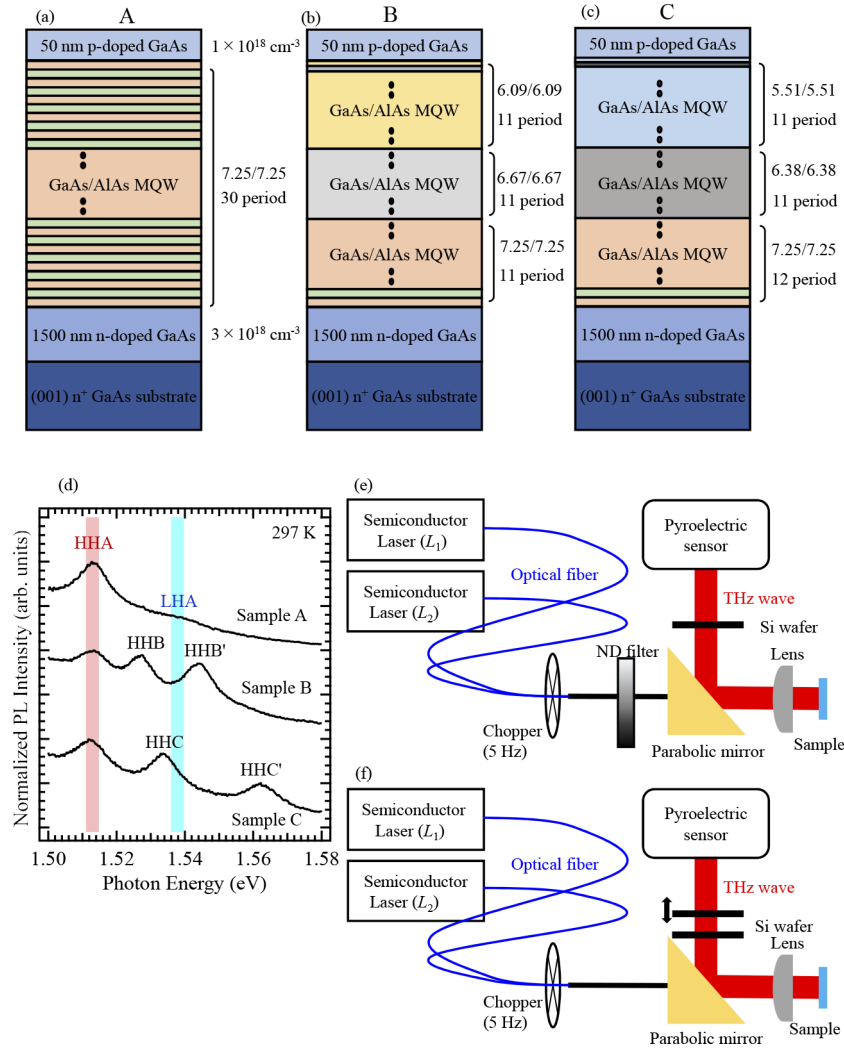 (a)
A
50 nm p-doped GaAs
1 × 10¹⁸ cm⁻³
GaAs/AlAs MQW
7.25/7.25
30 period
1500 nm n-doped GaAs
3 × 10¹⁸ cm⁻³
(001) n⁺ GaAs substrate
(b)
B
50 nm p-doped GaAs
GaAs/AlAs MQW
6.09/6.09
11 period
GaAs/AlAs MQW
6.67/6.67
11 period
GaAs/AlAs MQW
7.25/7.25
11 period
1500 nm n-doped GaAs
(001) n⁺ GaAs substrate
(c)
C
50 nm p-doped GaAs
GaAs/AlAs MQW
5.51/5.51
11 period
GaAs/AlAs MQW
6.38/6.38
11 period
GaAs/AlAs MQW
7.25/7.25
12 period
1500 nm n-doped GaAs
(001) n⁺ GaAs substrate
(d)
Normalized PL Intensity (arb. units)
297 K
HHA
LHA
Sample A
HHB
HHB'
Sample B
HHC
HHC'
Sample C
1.50
1.52
1.54
1.56
1.58
Photon Energy (eV)
(e)
Semiconductor
Laser (L₁)
Semiconductor
Laser (L₂)
Optical fiber
Chopper
(5 Hz)
ND filter
Pyroelectric
sensor
THz wave
Si wafer
Lens
Parabolic mirror
Sample
(f)
Semiconductor
Laser (L₁)
Semiconductor
Laser (L₂)
Optical fiber
Chopper
(5 Hz)
Pyroelectric
sensor
THz wave
Si wafer
Lens
Parabolic mirror
Sample